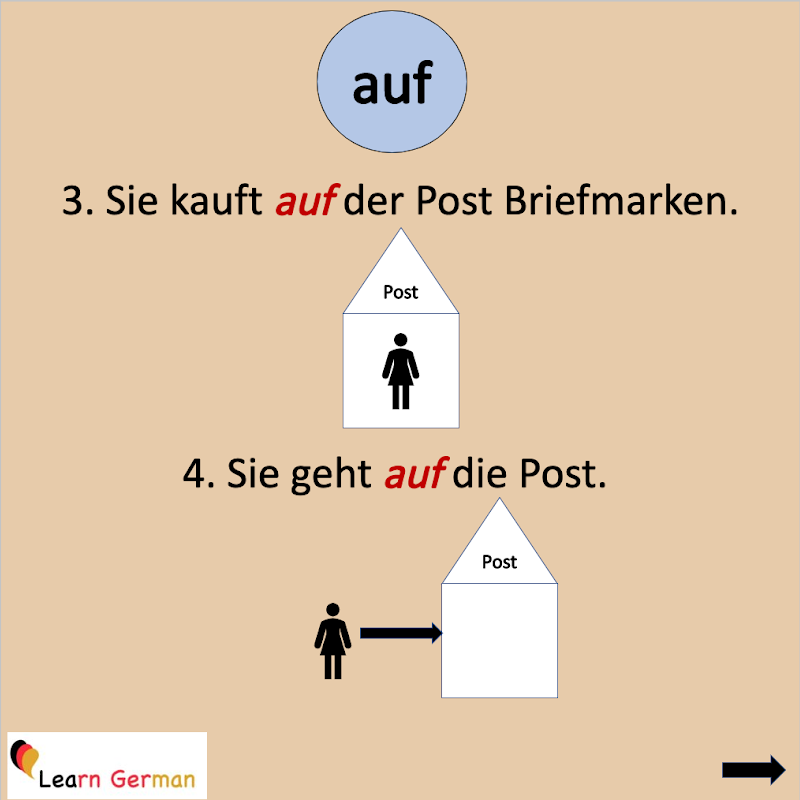 auf
3. Sie kauft auf der Post Briefmarken.
Post
4. Sie geht auf die Post.
Post
Learn German